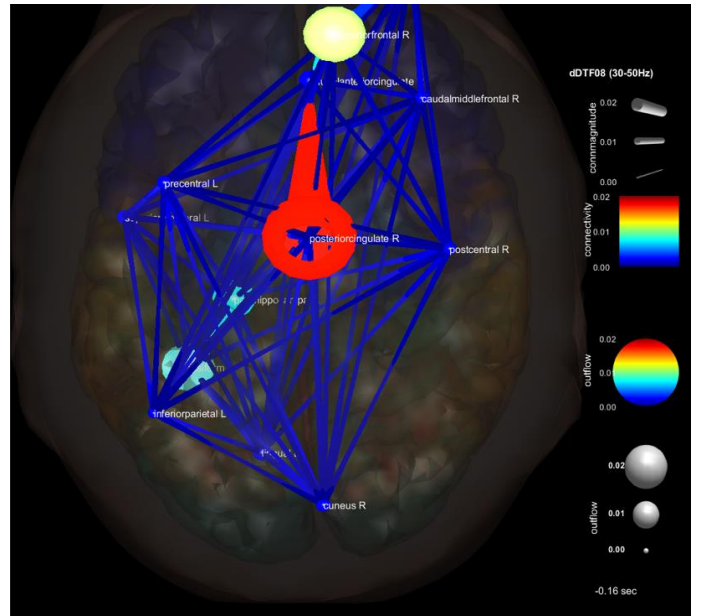 dDTF08 (30-50Hz)
caudalmiddlefrontal R
precentral L
posteriorcingulate R
postcentral R
inferiorparietal L
cuneus R
connmagnitude
0.02
0.01
0.00
connectivity
0.02
0.01
0.00
outflow
0.02
0.01
0.00
outflow
0.02
0.01
0.00
-0.16 sec